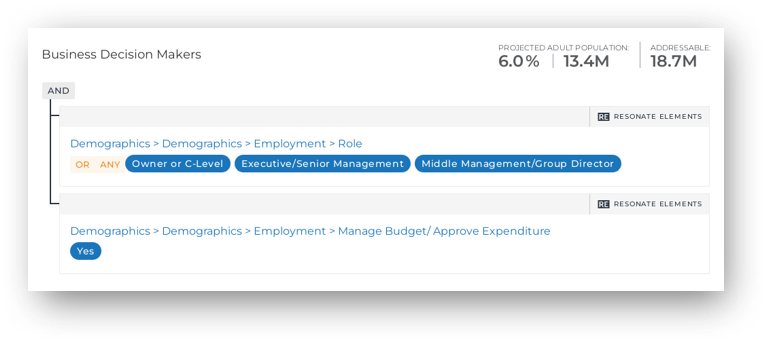 Business Decision Makers
PROJECTED ADULT POPULATION:
6.0% | 13.4M
ADDRESSABLE:
18.7M
AND
RE RESONATE ELEMENTS
Demographics > Demographics > Employment > Role
OR ANY Owner or C-Level Executive/Senior Management Middle Management/Group Director
RE RESONATE ELEMENTS
Demographics > Demographics > Employment > Manage Budget/ Approve Expenditure
Yes